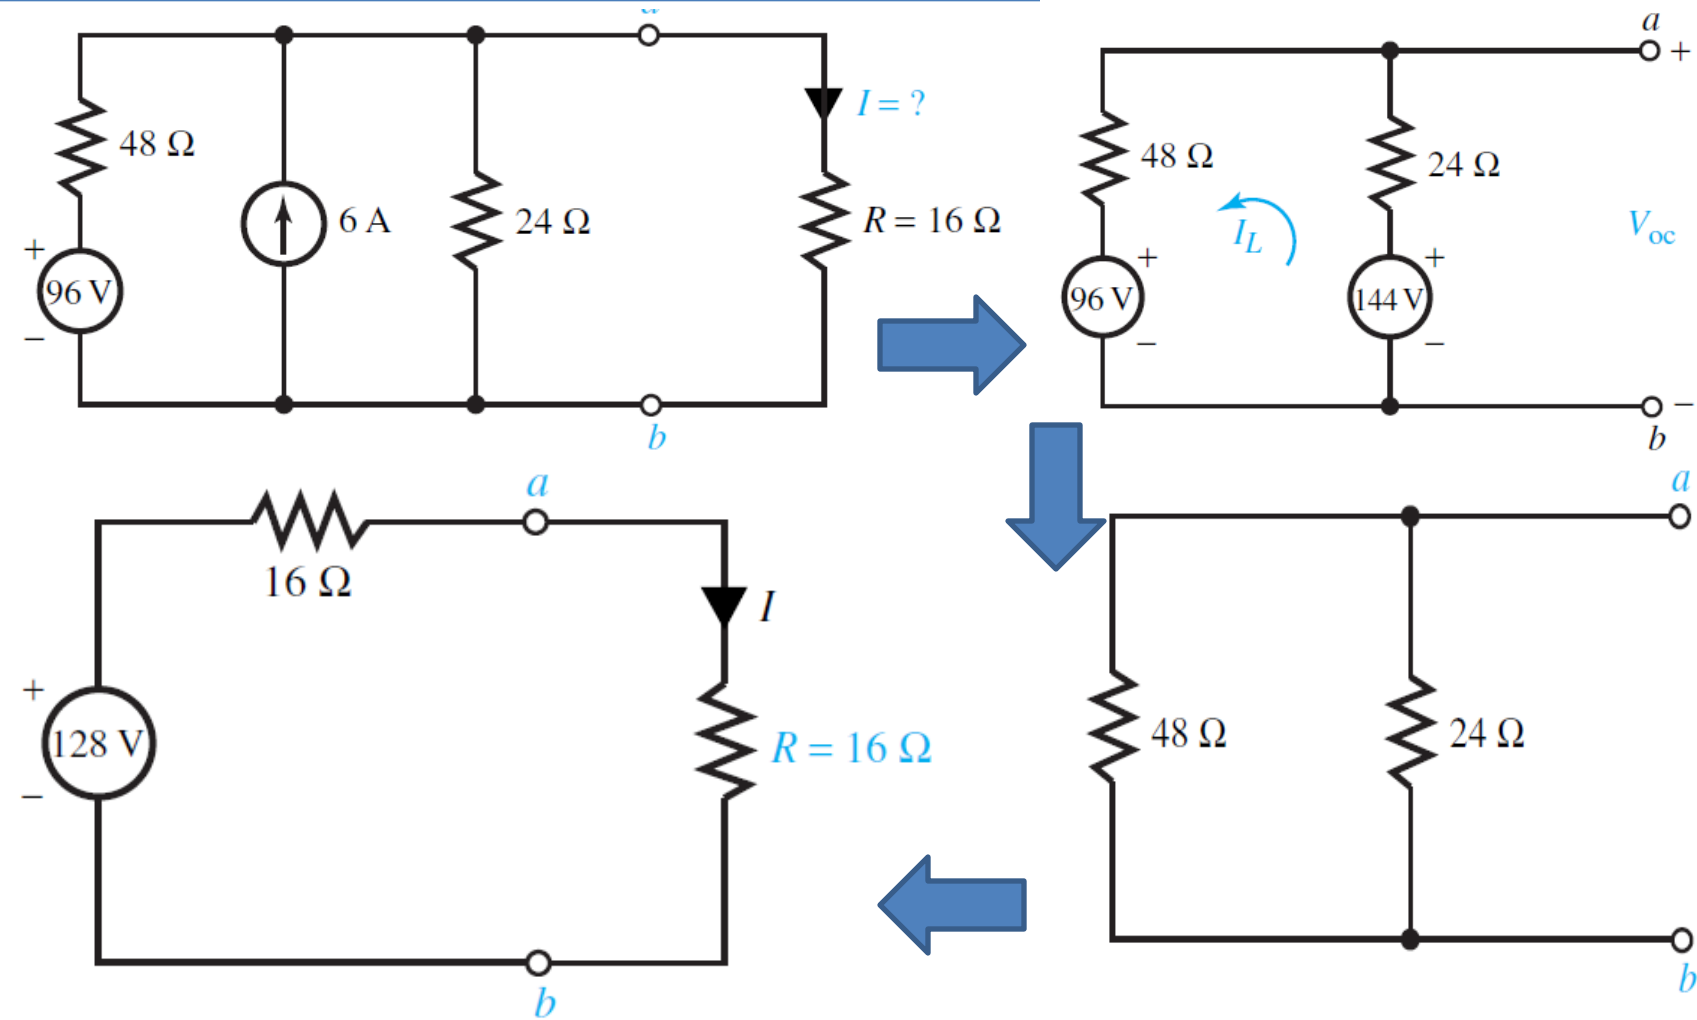 a
I = ?
48 Ω
6 A
24 Ω
R = 16 Ω
+
96 V
−
b
a
+
48 Ω
24 Ω
I_L
V_oc
+
+
96 V
144 V
−
−
−
b
a
48 Ω
24 Ω
b
a
16 Ω
I
+
128 V
−
R = 16 Ω
b